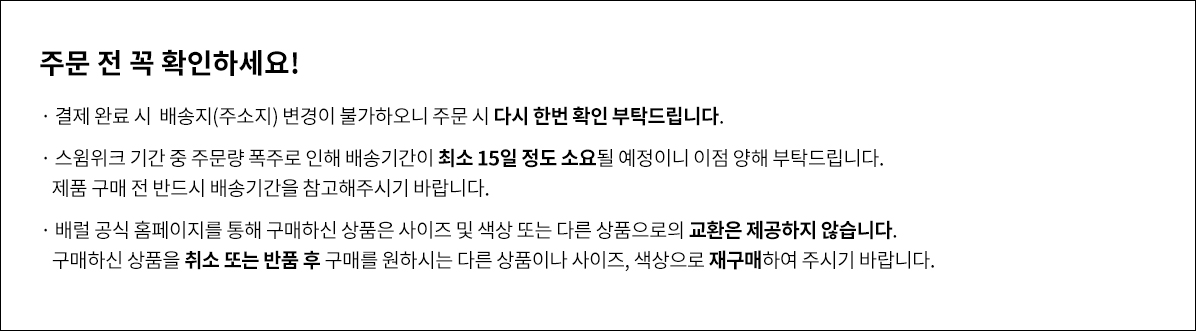 주문 전 꼭 확인하세요!
· 결제 완료 시 배송지(주소지) 변경이 불가하오니 주문 시 다시 한번 확인 부탁드립니다.
· 스윔위크 기간 중 주문량 폭주로 인해 배송기간이 최소 15일 정도 소요될 예정이니 이점 양해 부탁드립니다.
제품 구매 전 반드시 배송기간을 참고해주시기 바랍니다.
· 배럴 공식 홈페이지를 통해 구매하신 상품은 사이즈 및 색상 또는 다른 상품으로의 교환은 제공하지 않습니다.
구매하신 상품을 취소 또는 반품 후 구매를 원하시는 다른 상품이나 사이즈, 색상으로 재구매하여 주시기 바랍니다.